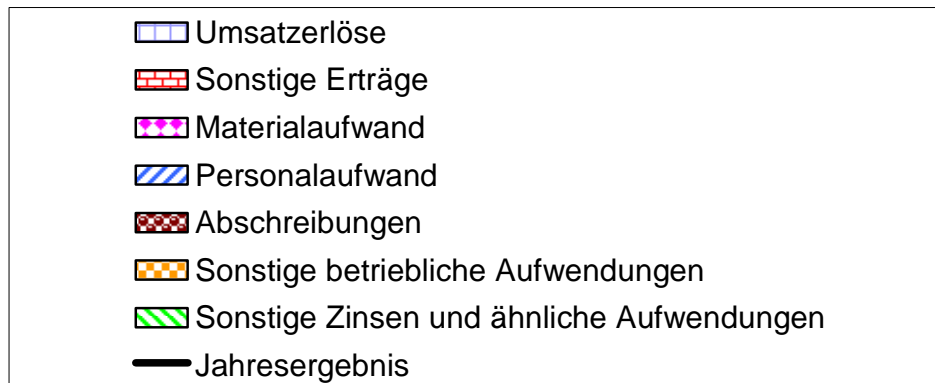 Umsatzerlöse
Sonstige Erträge
Materialaufwand
Personalaufwand
Abschreibungen
Sonstige betriebliche Aufwendungen
Sonstige Zinsen und ähnliche Aufwendungen
Jahresergebnis